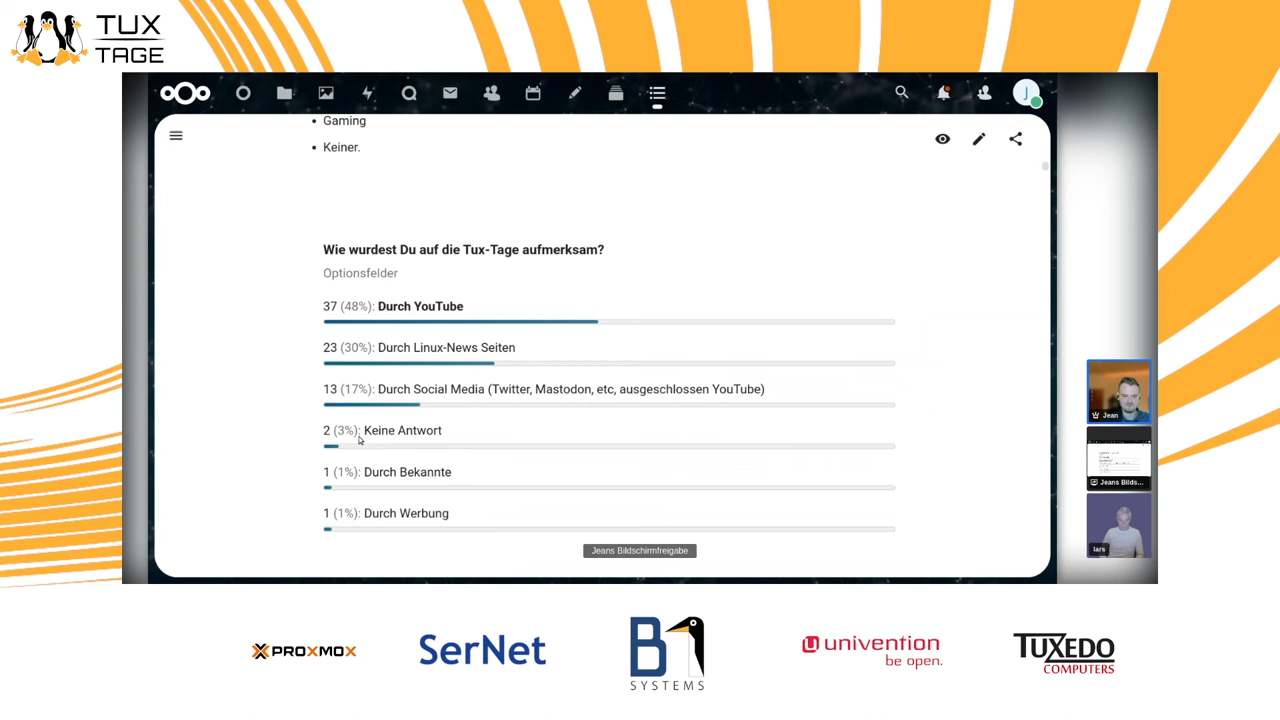 TUX
TAGE
J
Gaming
Keiner.
Wie wurdest Du auf die Tux-Tage aufmerksam?
Optionsfelder
37 (48%): Durch YouTube
23 (30%): Durch Linux-News Seiten
13 (17%): Durch Social Media (Twitter, Mastodon, etc, ausgeschlossen YouTube)
2 (3%): Keine Antwort
1 (1%): Durch Bekannte
1 (1%): Durch Werbung
Jeans Bildschirmfreigabe
Jean
Jeans Bilds...
lars
PROXMOX
SerNet
B1
SYSTEMS
univention
be open.
TUXEDO
COMPUTERS